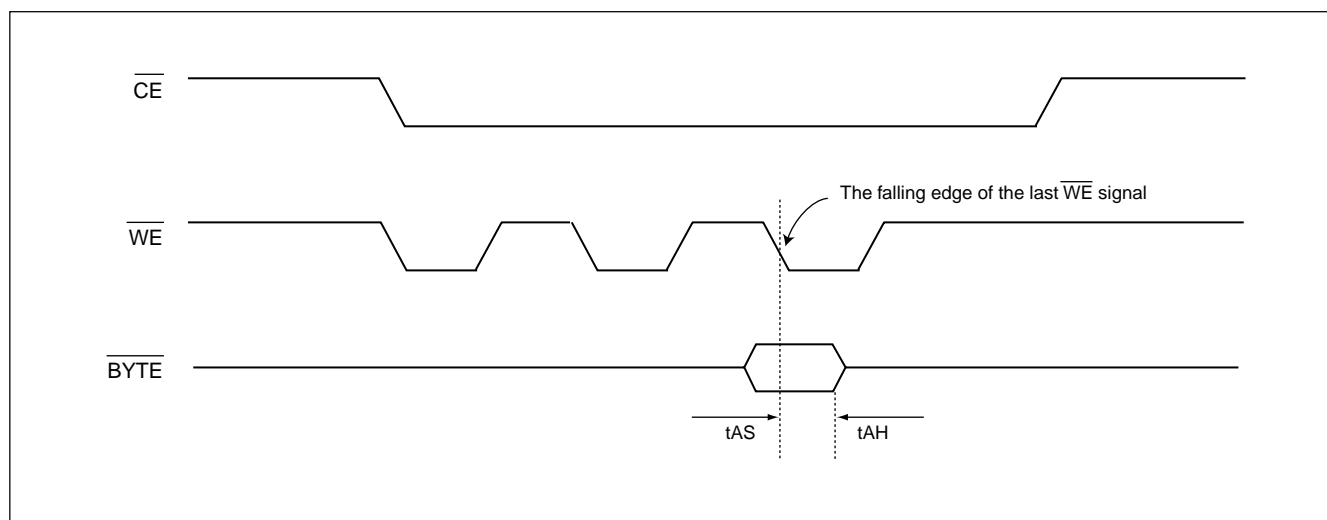 CE
The falling edge of the last WE signal
WE
BYTE
tAS
tAH